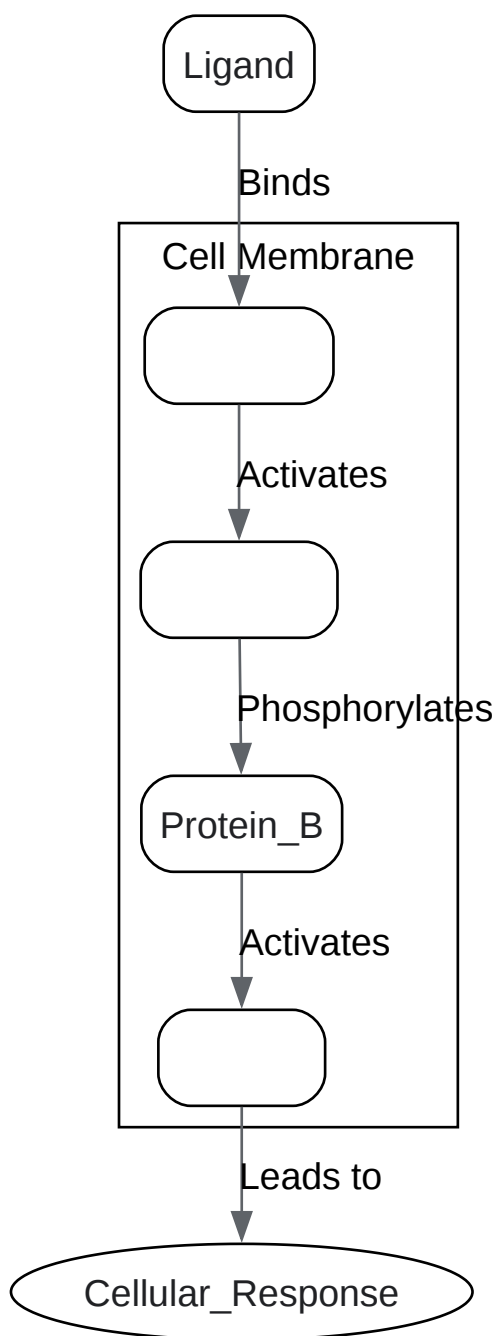 Ligand
Binds
Cell Membrane
Activates
Phosphorylates
Protein_B
Activates
Leads to
Cellular_Response